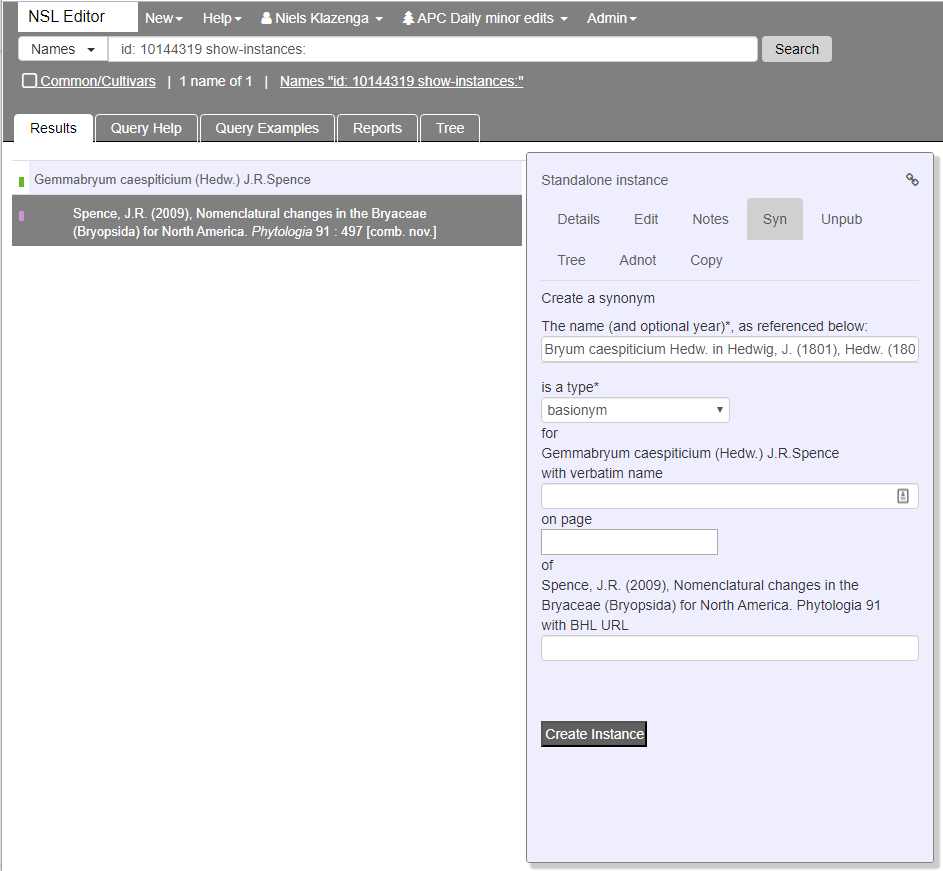 NSL Editor New Help Niels Klazenga APC Daily minor edits Admin
Names id: 10144319 show-instances: Search
Common/Cultivars | 1 name of 1 | Names "id: 10144319 show-instances:"
Results Query Help Query Examples Reports Tree
Gemmabryum caespiticium (Hedw.) J.R.Spence
Spence, J.R. (2009), Nomenclatural changes in the Bryaceae
(Bryopsida) for North America. Phytologia 91 : 497 [comb. nov.]
Standalone instance
Details Edit Notes Syn Unpub
Tree Adnot Copy
Create a synonym
The name (and optional year)*, as referenced below:
Bryum caespiticium Hedw. in Hedwig, J. (1801), Hedw. (180
is a type*
basionym
for
Gemmabryum caespiticium (Hedw.) J.R.Spence
with verbatim name
on page
of
Spence, J.R. (2009), Nomenclatural changes in the
Bryaceae (Bryopsida) for North America. Phytologia 91
with BHL URL
Create Instance